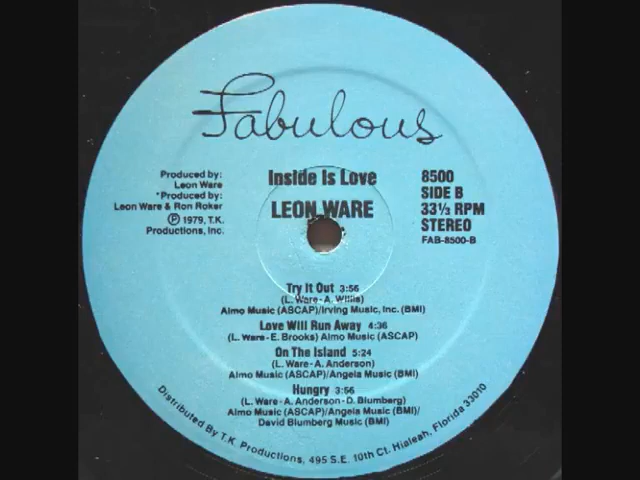 Fabulous
Inside Is Love
LEON WARE
Produced by:
Leon Ware
*Produced by:
Leon Ware & Ron Roker
Ⓟ 1979, T.K.
Productions, Inc.
8500
SIDE B
33⅓ RPM
STEREO
FAB-8500-B
Try It Out 3:56
(L. Ware-A. Willis)
Almo Music (ASCAP)/Irving Music, Inc. (BMI)
Love Will Run Away 4:36
(L. Ware-E. Brooks) Almo Music (ASCAP)
On The Island 5:24
(L. Ware-A. Anderson)
Almo Music (ASCAP)/Angela Music (BMI)
Hungry 3:56
(L. Ware-A. Anderson-D. Blumberg)
Almo Music (ASCAP)/Angela Music (BMI)/
David Blumberg Music (BMI)
Distributed By T.K. Productions, 495 S.E. 10th Ct. Hialeah, Florida 33010